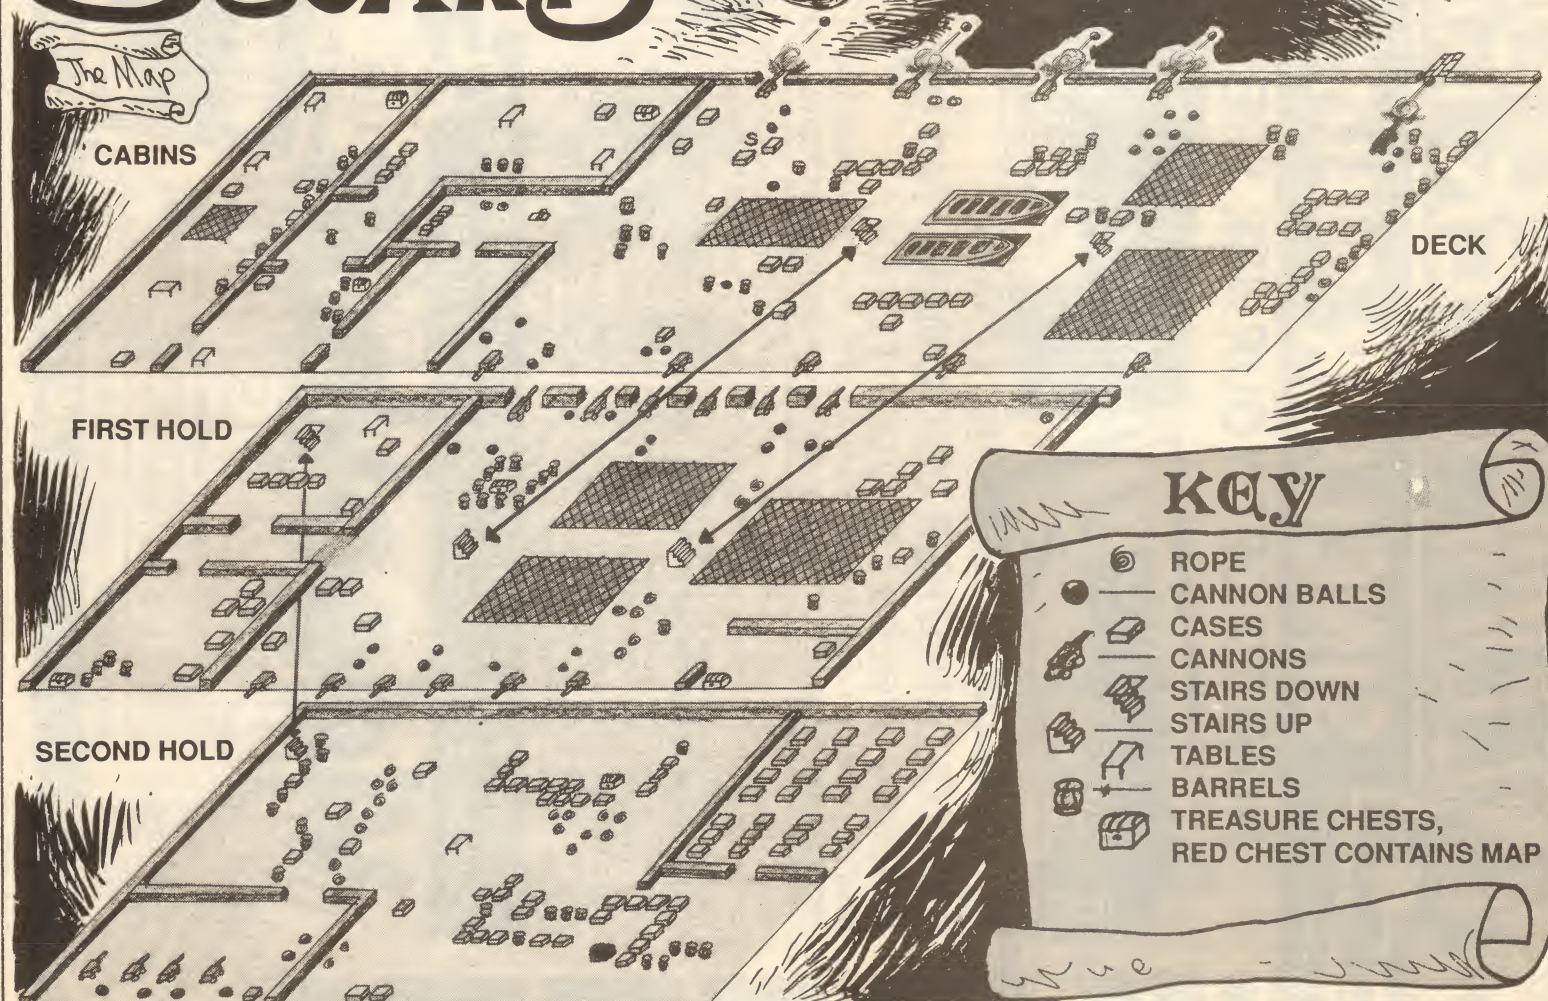 The Map
CABINS
S
DECK
FIRST HOLD
SECOND HOLD
KEY
ROPE
CANNON BALLS
CASES
CANNONS
STAIRS DOWN
STAIRS UP
TABLES
BARRELS
TREASURE CHESTS,
RED CHEST CONTAINS MAP